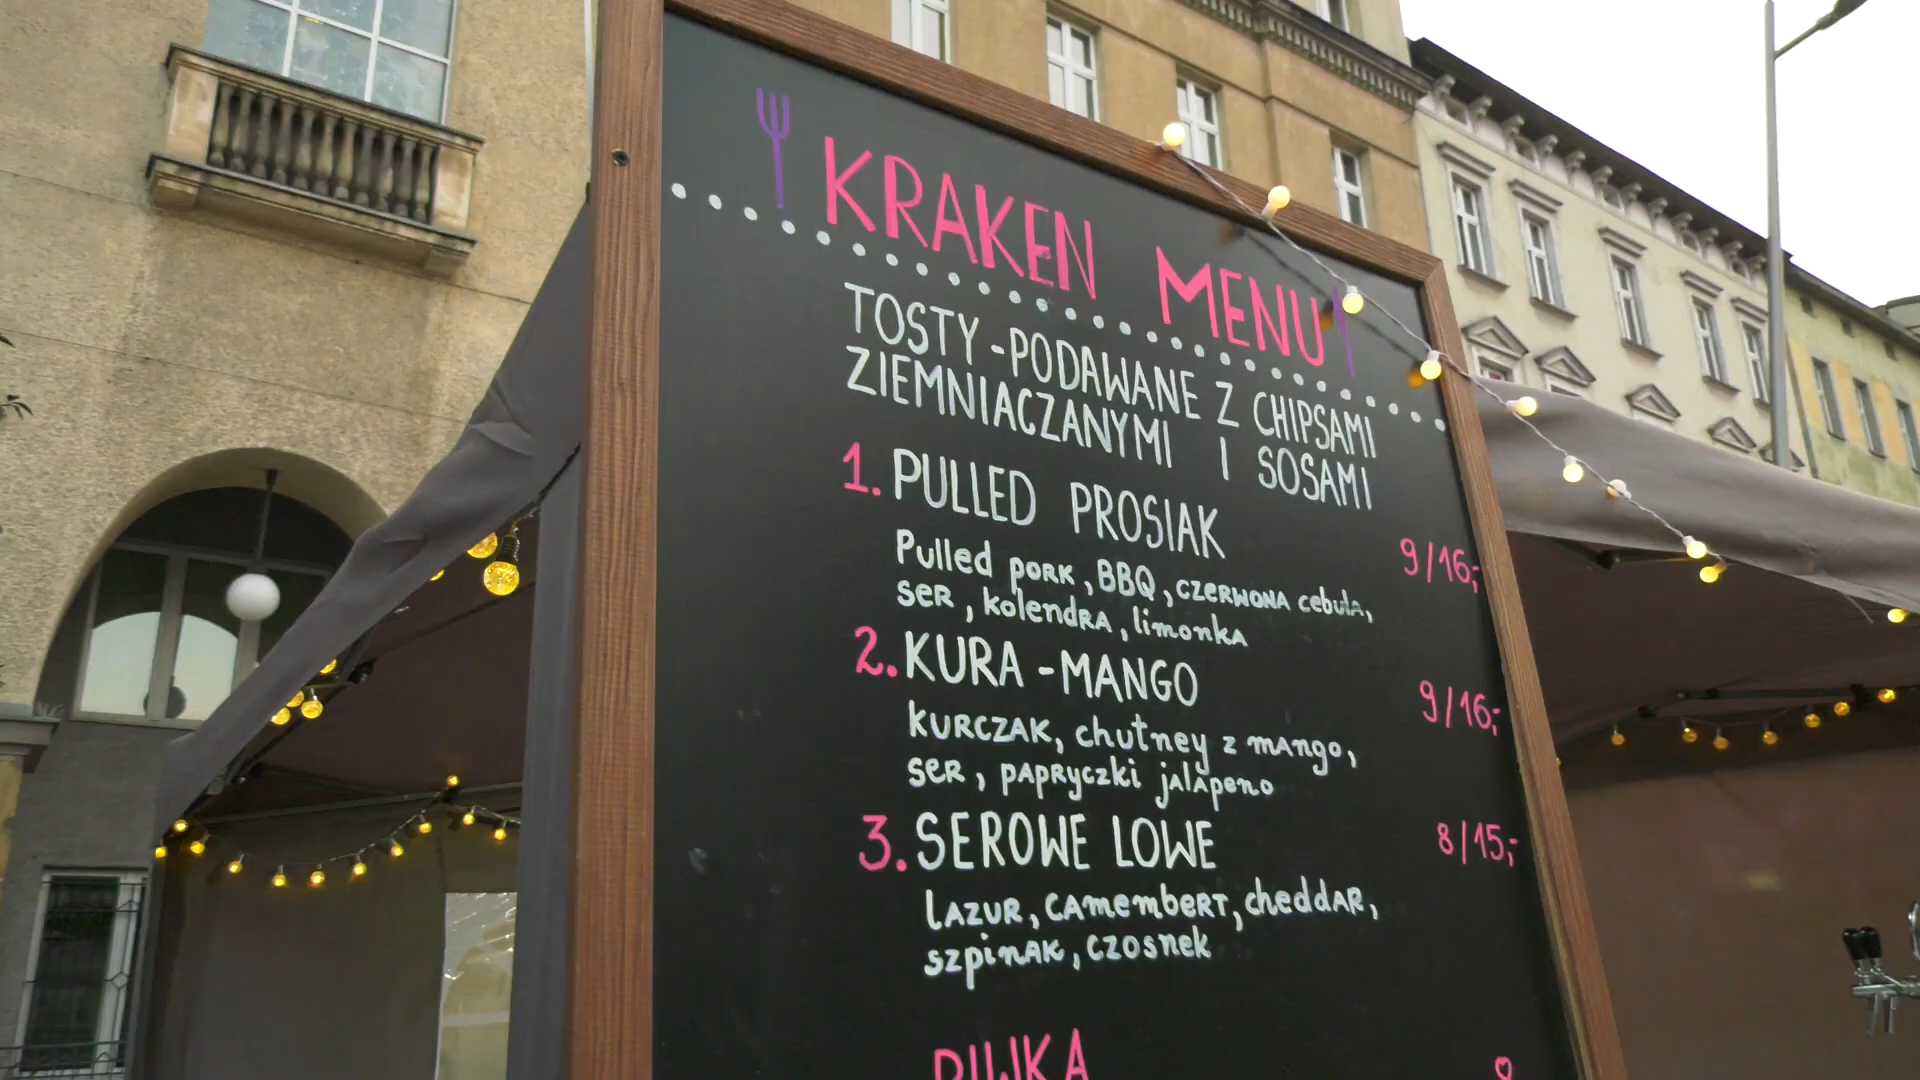 KRAKEN MENU
TOSTY - PODAWANE Z CHIPSAMI
ZIEMNIACZANYMI I SOSAMI
1. PULLED PROSIAK
9/16,-
Pulled pork, BBQ, czerwona cebula,
ser, kolendra, limonka
2. KURA - MANGO
9/16,-
kurczak, chutney z mango,
ser, papryczki jalapeno
3. SEROWE LOWE
8/15,-
Lazur, camembert, cheddar,
szpinak, czosnek
PIWKA